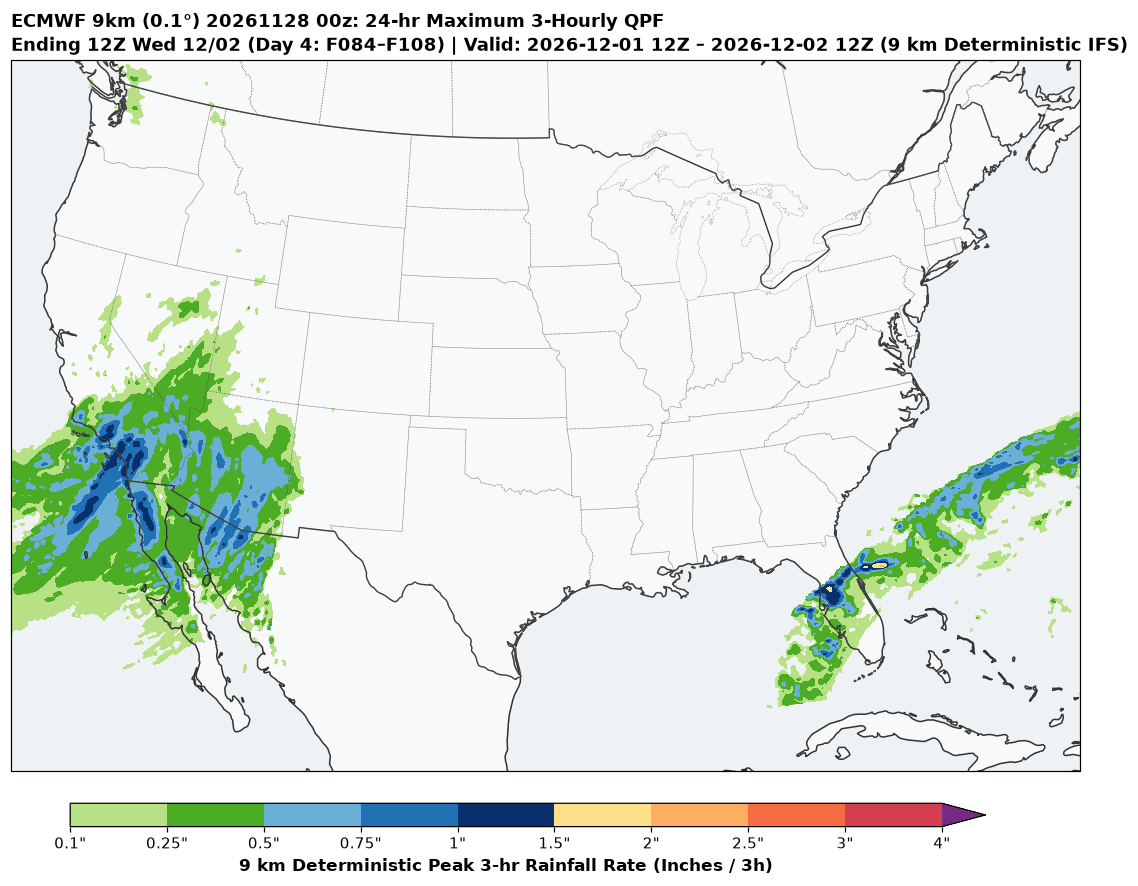 ECMWF 9km (0.1°) 20261128 00z: 24-hr Maximum 3-Hourly QPF
Ending 12Z Wed 12/02 (Day 4: F084–F108) | Valid: 2026-12-01 12Z – 2026-12-02 12Z (9 km Deterministic IFS)
0.1" 0.25" 0.5" 0.75" 1" 1.5" 2" 2.5" 3" 4"
9 km Deterministic Peak 3-hr Rainfall Rate (Inches / 3h)